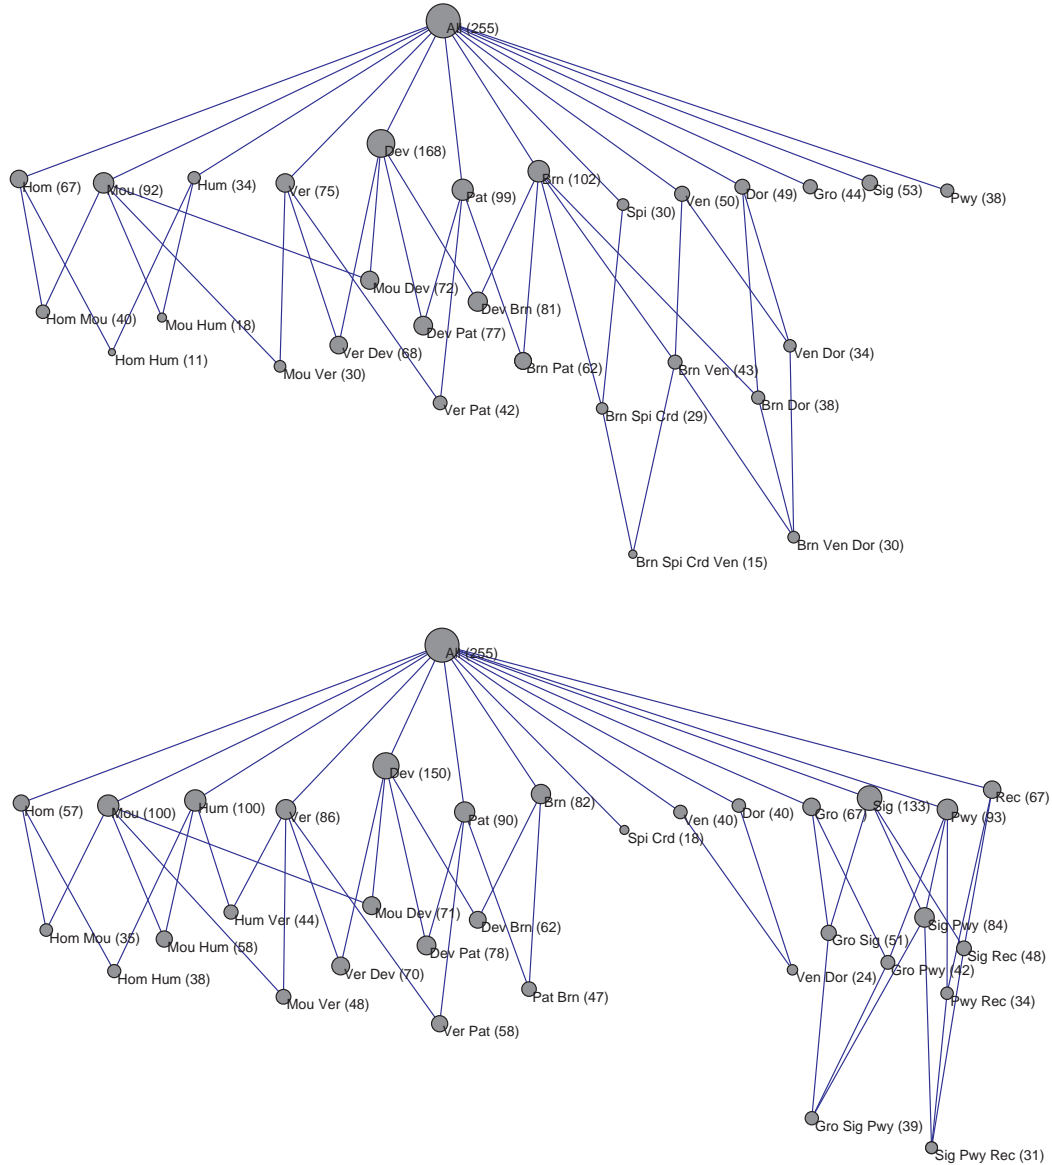 All (255)
Dev (168)
Hom (67)
Mou (92)
Hum (34)
Ver (75)
Pat (99)
Brn (102)
Spi (30)
Ven (50)
Dor (49)
Gro (44)
Sig (53)
Pwy (38)
Mou Dev (72)
Dev Brn (81)
Hom Mou (40)
Mou Hum (18)
Dev Pat (77)
Hom Hum (11)
Ver Dev (68)
Ven Dor (34)
Mou Ver (30)
Brn Pat (62)
Brn Ven (43)
Ver Pat (42)
Brn Spi Crd (29)
Brn Dor (38)
Brn Ven Dor (30)
Brn Spi Crd Ven (15)
All (255)
Dev (150)
Hom (57)
Mou (100)
Hum (100)
Ver (86)
Pat (90)
Brn (82)
Spi Crd (18)
Ven (40)
Dor (40)
Gro (67)
Sig (133)
Pwy (93)
Rec (67)
Hum Ver (44)
Mou Dev (71)
Dev Brn (62)
Sig Pwy (84)
Hom Mou (35)
Mou Hum (58)
Dev Pat (78)
Gro Sig (51)
Sig Rec (48)
Hom Hum (38)
Ver Dev (70)
Ven Dor (24)
Gro Pwy (42)
Mou Ver (48)
Pat Brn (47)
Pwy Rec (34)
Ver Pat (58)
Gro Sig Pwy (39)
Sig Pwy Rec (31)